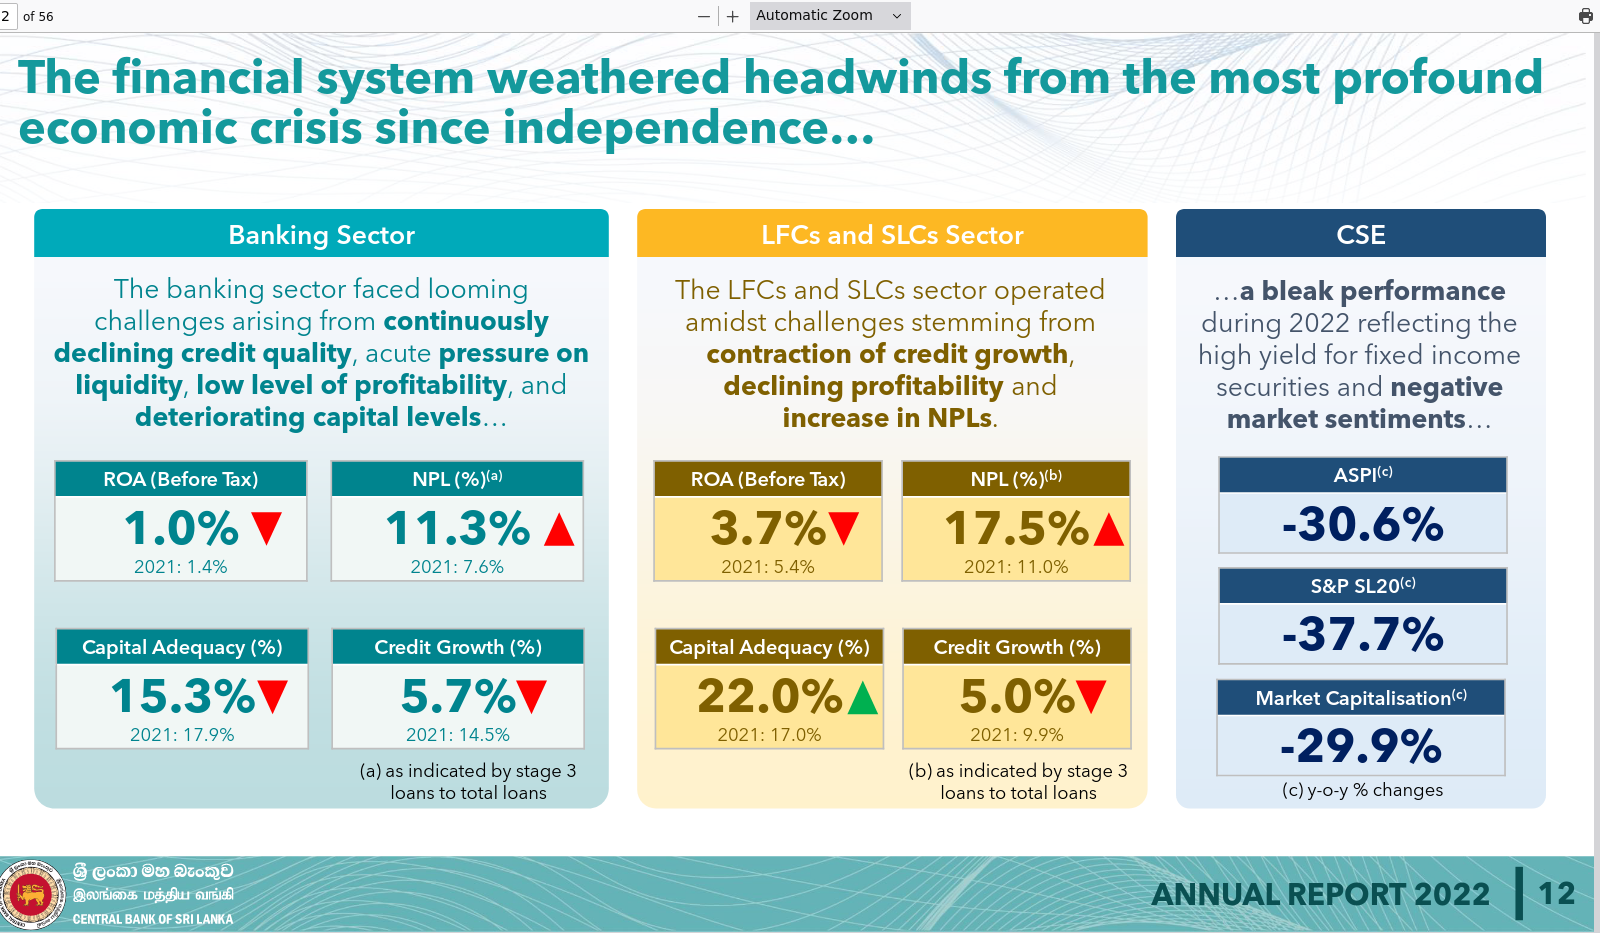 2 of 56
Automatic Zoom
The financial system weathered headwinds from the most profound
economic crisis since independence...
Banking Sector
The banking sector faced looming
challenges arising from continuously
declining credit quality, acute pressure on
liquidity, low level of profitability, and
deteriorating capital levels...
ROA (Before Tax)
1.0%
2021: 1.4%
NPL (%)(a)
11.3%
2021: 7.6%
Capital Adequacy (%)
15.3%
2021: 17.9%
Credit Growth (%)
5.7%
2021: 14.5%
(a) as indicated by stage 3
loans to total loans
LFCs and SLCs Sector
The LFCs and SLCs sector operated
amidst challenges stemming from
contraction of credit growth,
declining profitability and
increase in NPLs.
ROA (Before Tax)
3.7%
2021: 5.4%
NPL (%)(b)
17.5%
2021: 11.0%
Capital Adequacy (%)
22.0%
2021: 17.0%
Credit Growth (%)
5.0%
2021: 9.9%
(b) as indicated by stage 3
loans to total loans
CSE
...a bleak performance
during 2022 reflecting the
high yield for fixed income
securities and negative
market sentiments...
ASPI(c)
-30.6%
S&P SL20(c)
-37.7%
Market Capitalisation(c)
-29.9%
(c) y-o-y % changes
ශ්‍රී ලංකා මහ බැංකුව
இலங்கை மத்திய வங்கி
CENTRAL BANK OF SRI LANKA
ANNUAL REPORT 2022
12